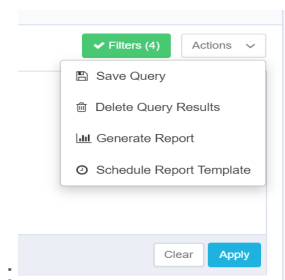 Filters (4)
Actions
Save Query
Delete Query Results
Generate Report
Schedule Report Template
Clear
Apply